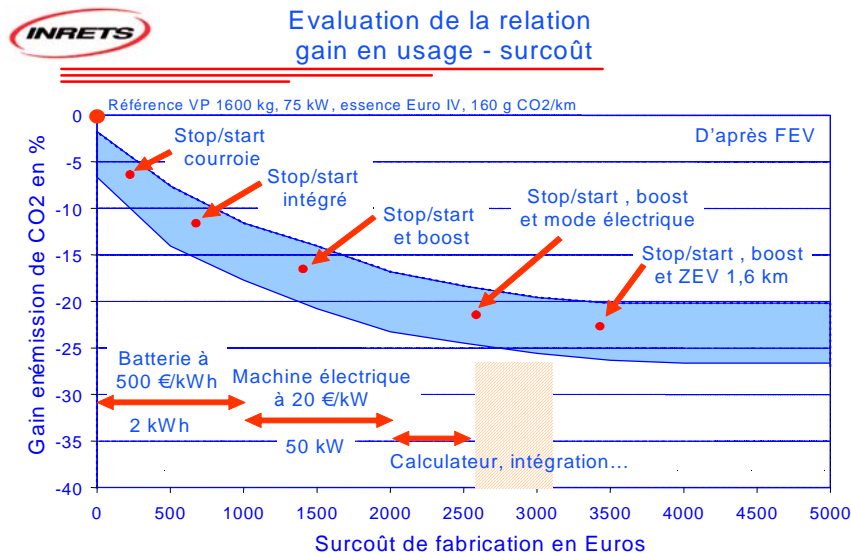 INRETS
Evaluation de la relation
gain en usage - surcoût
Référence VP 1600 kg, 75 kW, essence Euro IV, 160 g CO2/km
D'après FEV
Stop/start
courroie
Stop/start
intégré
Stop/start
et boost
Stop/start , boost
et mode électrique
Stop/start , boost
et ZEV 1,6 km
Gain enémission de CO2 en %
0
-5
-10
-15
-20
-25
-30
-35
-40
Batterie à
500 €/kWh
2 kWh
Machine électrique
à 20 €/kW
50 kW
Calculateur, intégration...
0 500 1000 1500 2000 2500 3000 3500 4000 4500 5000
Surcoût de fabrication en Euros